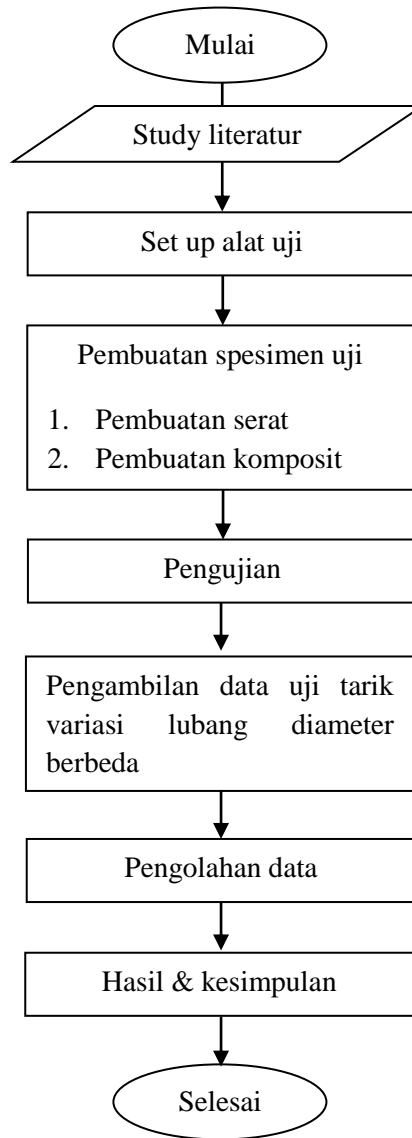 Mulai
Study literatur
Set up alat uji
Pembuatan spesimen uji
1. Pembuatan serat
2. Pembuatan komposit
Pengujian
Pengambilan data uji tarik
variasi lubang diameter
berbeda
Pengolahan data
Hasil & kesimpulan
Selesai